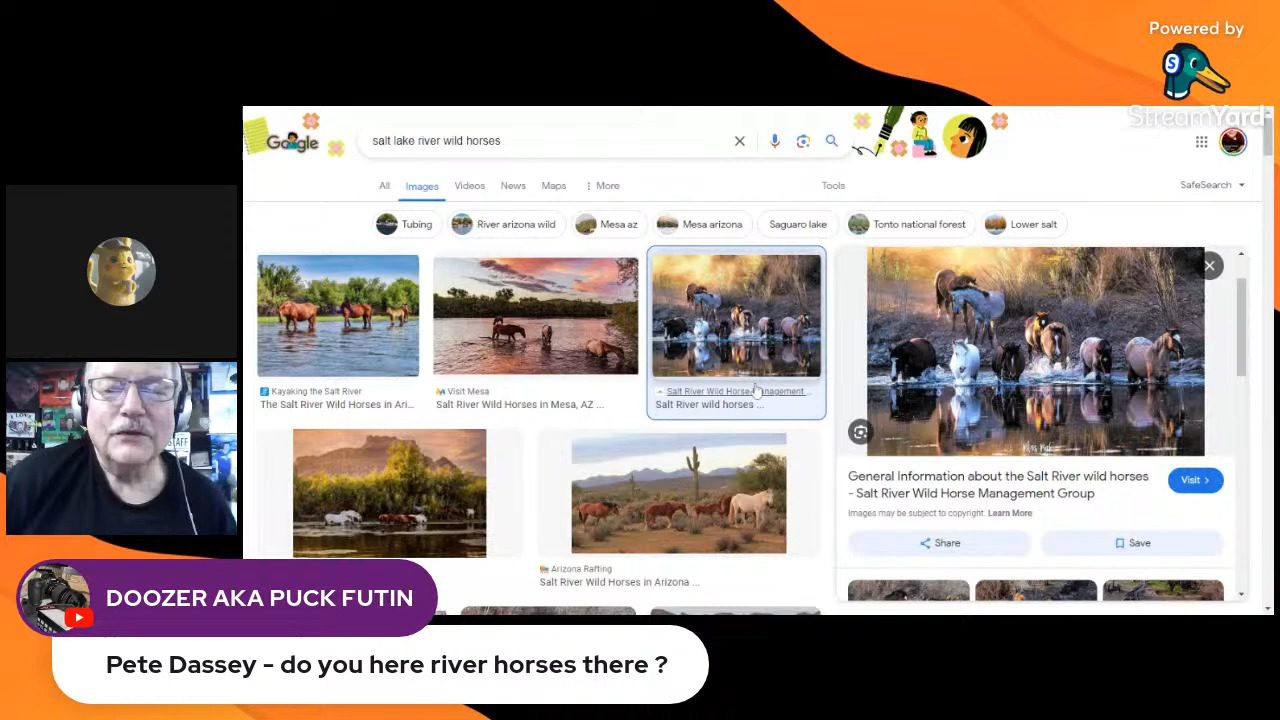 Powered by
StreamYard
Google
salt lake river wild horses
All
Images
Videos
News
Maps
More
Tools
SafeSearch
Tubing
River arizona wild
Mesa az
Mesa arizona
Saguaro lake
Tonto national forest
Lower salt
Kayaking the Salt River
The Salt River Wild Horses in Ari...
Visit Mesa
Salt River Wild Horses in Mesa, AZ ...
Salt River wild horses ...
General Information about the Salt River wild horses
- Salt River Wild Horse Management Group
Visit
Images may be subject to copyright. Learn More
Share
Save
Arizona Rafting
Salt River Wild Horses in Arizona ...
STAFF
DOOZER AKA PUCK FUTIN
Pete Dassey - do you here river horses there ?